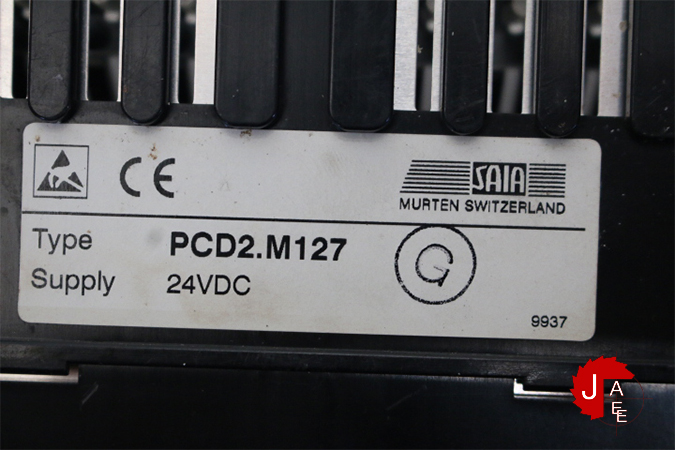 CE
SAIA
MURTEN SWITZERLAND
Type PCD2.M127
G
Supply 24VDC
9937
J
A
E
E